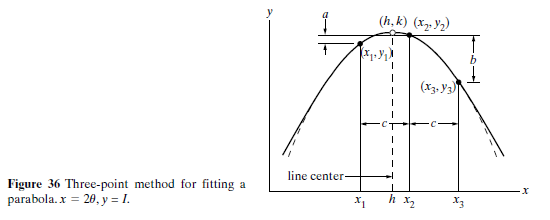 y
a
(h, k) (x₂, y₂)
(x₁, y₁)
b
(x₃, y₃)
c
c
line center
x
x₁ h x₂ x₃
Figure 36 Three-point method for fitting a
parabola. x = 2θ, y = I.